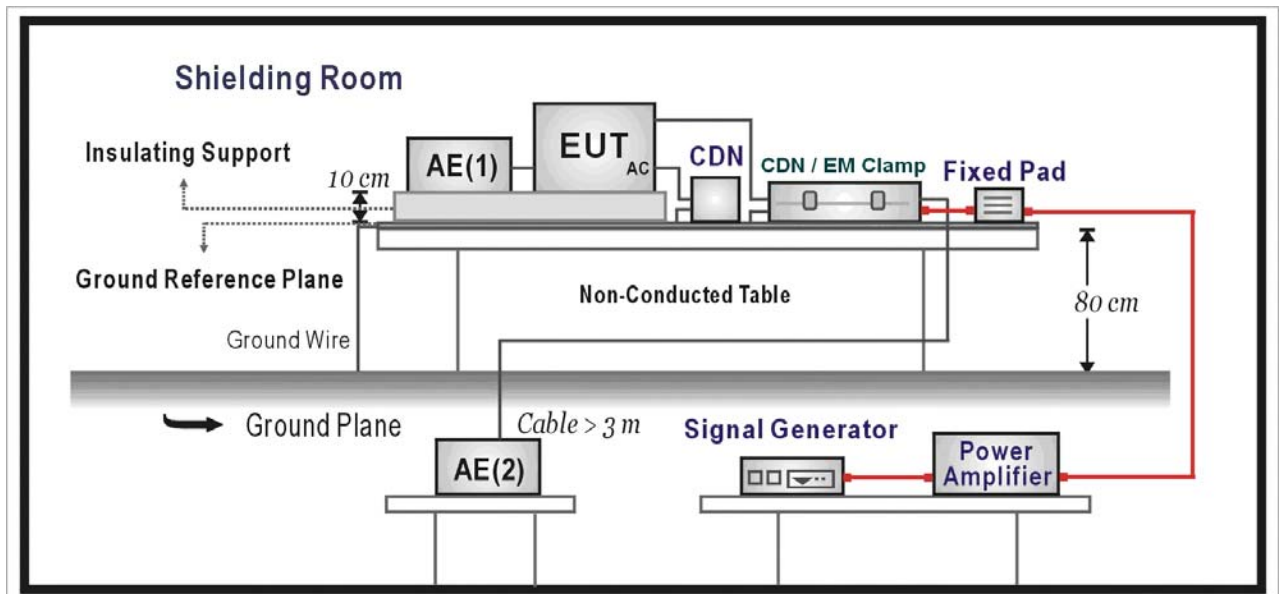 Shielding Room
Insulating Support
10 cm
AE(1)
EUT
AC
CDN
CDN / EM Clamp
Fixed Pad
Ground Reference Plane
Non-Conducted Table
80 cm
Ground Wire
Ground Plane
Cable > 3 m
AE(2)
Signal Generator
Power
Amplifier